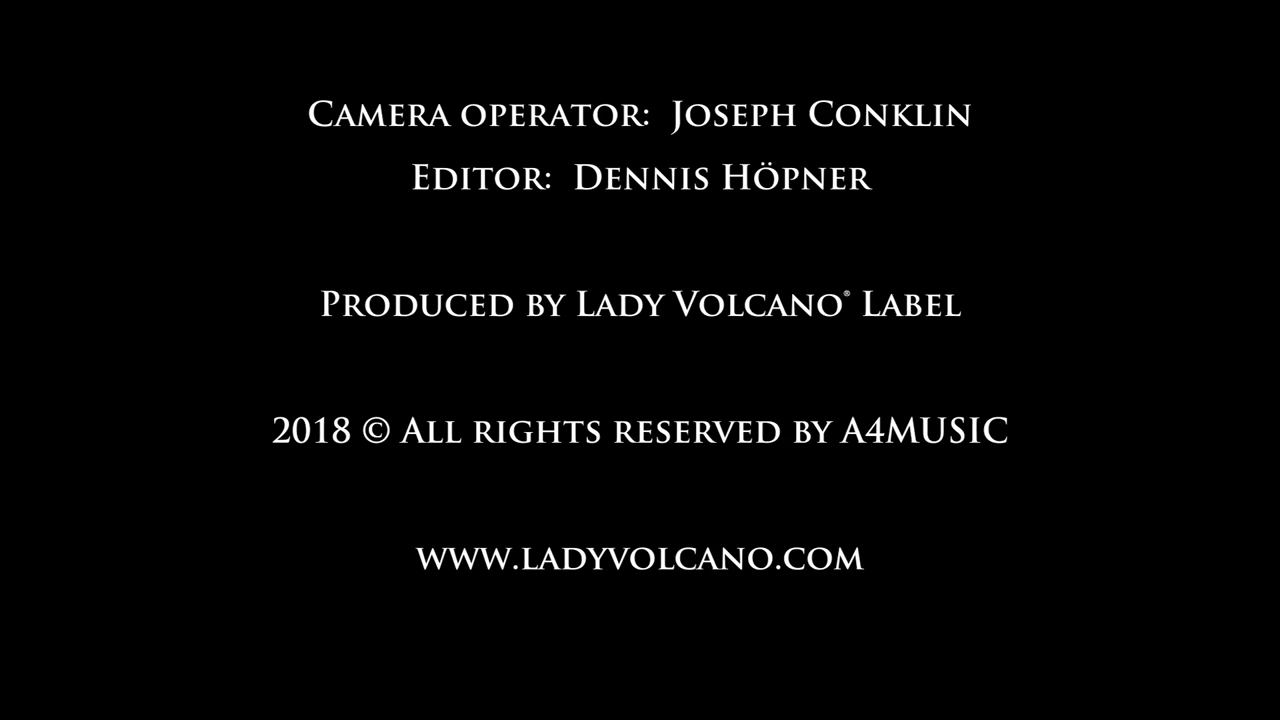 Camera operator: Joseph Conklin
Editor: Dennis Höpner
Produced by Lady Volcano® Label
2018 © All rights reserved by A4MUSIC
www.ladyvolcano.com